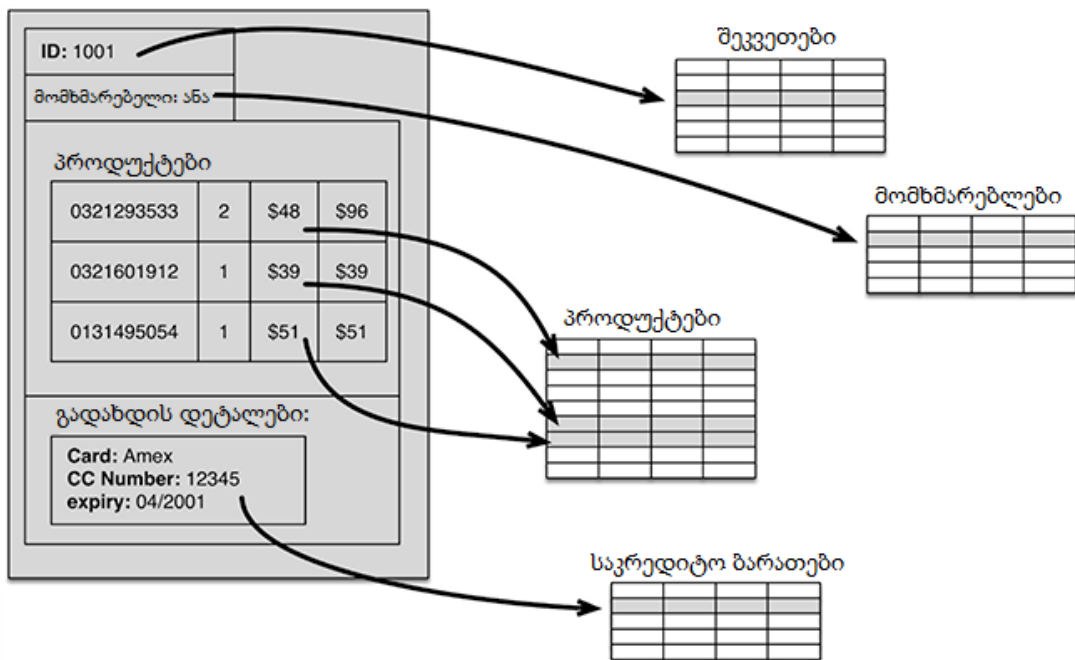 ID: 1001
მომხმარებელი: ანა
პროდუქტები
0321293533 2 $48 $96
0321601912 1 $39 $39
0131495054 1 $51 $51
გადახდის დეტალები:
Card: Amex
CC Number: 12345
expiry: 04/2001
შეკვეთები
მომხმარებლები
პროდუქტები
საკრედიტო ბარათები